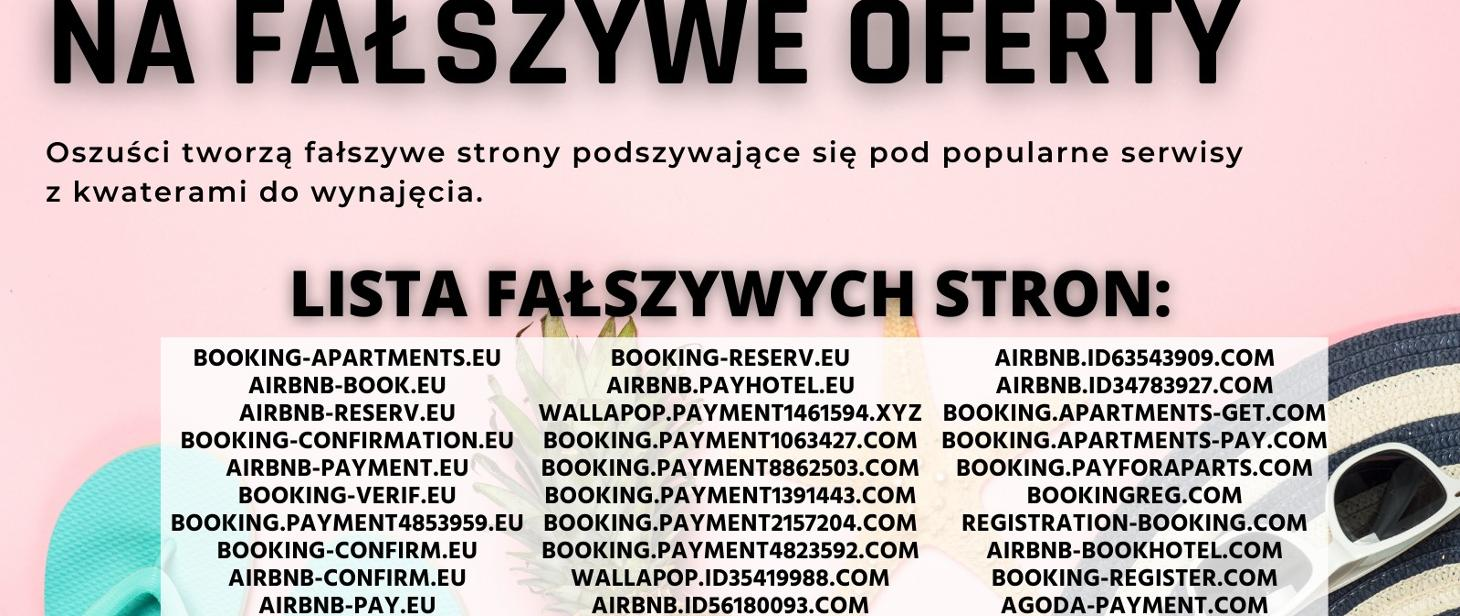 NA FAŁSZYWE OFERTY
Oszuści tworzą fałszywe strony podszywające się pod popularne serwisy
z kwaterami do wynajęcia.
LISTA FAŁSZYWYCH STRON:
BOOKING-APARTMENTS.EU
AIRBNB-BOOK.EU
AIRBNB-RESERV.EU
BOOKING-CONFIRMATION.EU
AIRBNB-PAYMENT.EU
BOOKING-VERIF.EU
BOOKING.PAYMENT4853959.EU
BOOKING-CONFIRM.EU
AIRBNB-CONFIRM.EU
AIRBNB-PAY.EU
BOOKING-RESERV.EU
AIRBNB.PAYHOTEL.EU
WALLAPOP.PAYMENT1461594.XYZ
BOOKING.PAYMENT1063427.COM
BOOKING.PAYMENT8862503.COM
BOOKING.PAYMENT1391443.COM
BOOKING.PAYMENT2157204.COM
BOOKING.PAYMENT4823592.COM
WALLAPOP.ID35419988.COM
AIRBNB.ID56180093.COM
AIRBNB.ID63543909.COM
AIRBNB.ID34783927.COM
BOOKING.APARTMENTS-GET.COM
BOOKING.APARTMENTS-PAY.COM
BOOKING.PAYFORAPARTS.COM
BOOKINGREG.COM
REGISTRATION-BOOKING.COM
AIRBNB-BOOKHOTEL.COM
BOOKING-REGISTER.COM
AGODA-PAYMENT.COM